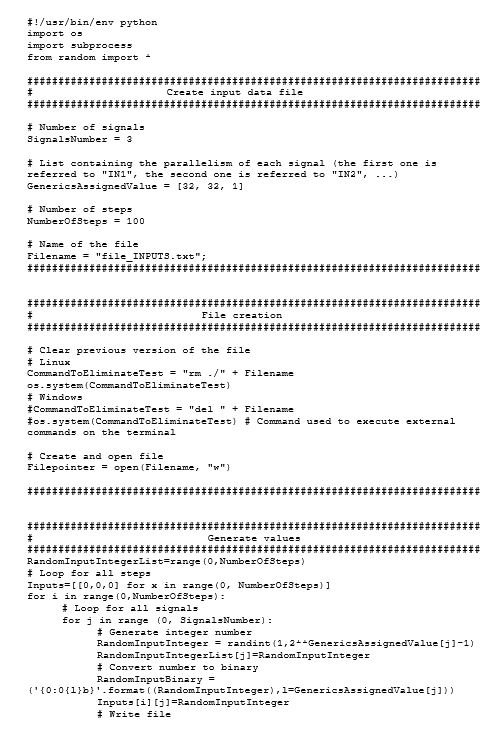 #!/usr/bin/env python
import os
import subprocess
from random import *
#########################################################################
# Create input data file
#########################################################################
# Number of signals
SignalsNumber = 3
# List containing the parallelism of each signal (the first one is
referred to "IN1", the second one is referred to "IN2", ...)
GenericsAssignedValue = [32, 32, 1]
# Number of steps
NumberOfSteps = 100
# Name of the file
Filename = "file_INPUTS.txt";
#########################################################################
#########################################################################
# File creation
#########################################################################
# Clear previous version of the file
# Linux
CommandToEliminateTest = "rm ./" + Filename
os.system(CommandToEliminateTest)
# Windows
#CommandToEliminateTest = "del " + Filename
#os.system(CommandToEliminateTest) # Command used to execute external
commands on the terminal
# Create and open file
Filepointer = open(Filename, "w")
#########################################################################
#########################################################################
# Generate values
#########################################################################
RandomInputIntegerList=range(0,NumberOfSteps)
# Loop for all steps
Inputs=[[0,0,0] for x in range(0, NumberOfSteps)]
for i in range(0,NumberOfSteps):
# Loop for all signals
for j in range (0, SignalsNumber):
# Generate integer number
RandomInputInteger = randint(1,2**GenericsAssignedValue[j]-1)
RandomInputIntegerList[j]=RandomInputInteger
# Convert number to binary
RandomInputBinary =
('{0:0{l}b}'.format((RandomInputInteger),l=GenericsAssignedValue[j]))
Inputs[i][j]=RandomInputInteger
# Write file